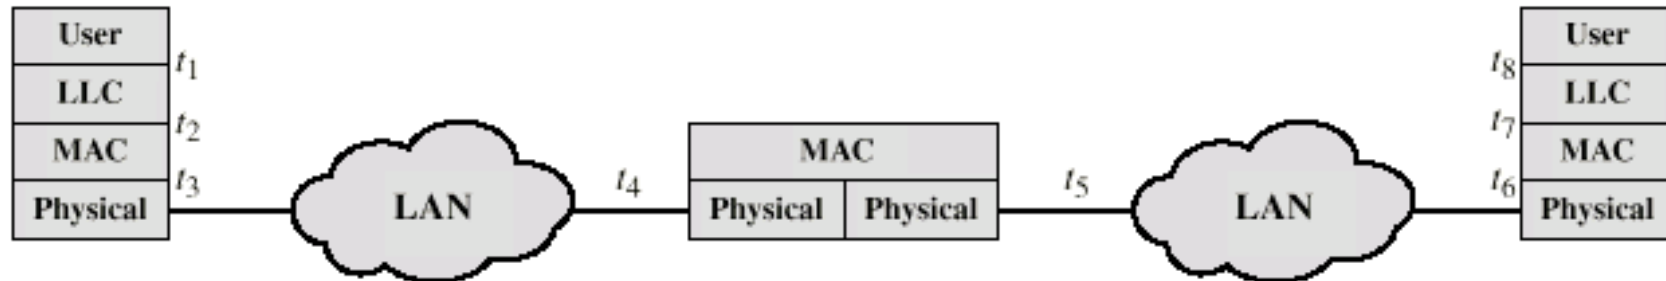 User
t1
LLC
t2
MAC
t3
Physical
LAN
t4
MAC
Physical Physical
t5
LAN
User
t8
LLC
t7
MAC
t6
Physical